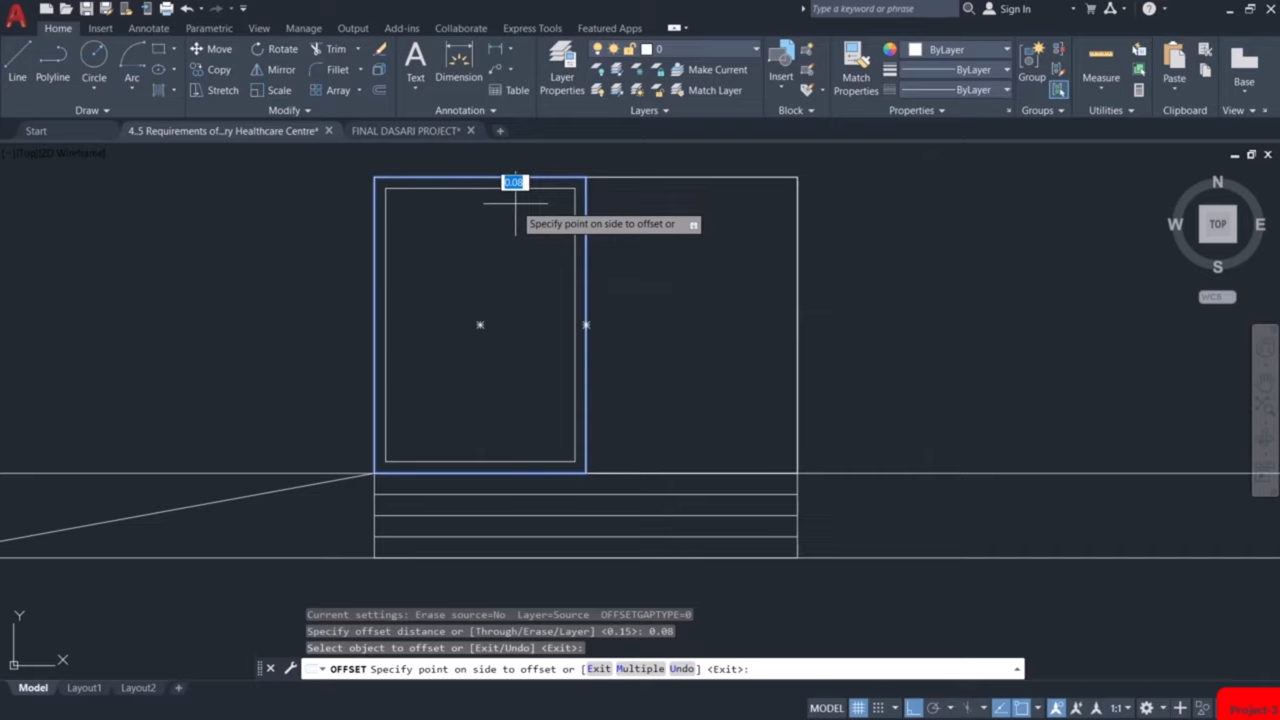 Type a keyword or phrase
Sign In
Home Insert Annotate Parametric View Manage Output Add-ins Collaborate Express Tools Featured Apps
Line Polyline Circle Arc
Move Rotate Trim
Copy Mirror Fillet
Stretch Scale Array
Text Dimension Table
Layer Properties
0
Make Current
Match Layer
Insert
Match Properties
ByLayer
ByLayer
ByLayer
Group
Measure
Paste
Base
Draw Modify Annotation Layers Block Properties Groups Utilities Clipboard View
Start 4..5 Requirements of...ry Healthcare Centre* FINAL DASARI PROJECT*
0.08
Specify point on side to offset or
N
W TOP E
S
WCS
Y
X
Current settings: Erase source=No Layer=Source OFFSETGAPTYPE=0
Specify offset distance or [Through/Erase/Layer] <0.15>: 0.08
Select object to offset or [Exit/Undo] <Exit>:
OFFSET Specify point on side to offset or [Exit Multiple Undo] <Exit>:
Model Layout1 Layout2
MODEL 1:1
Project-3